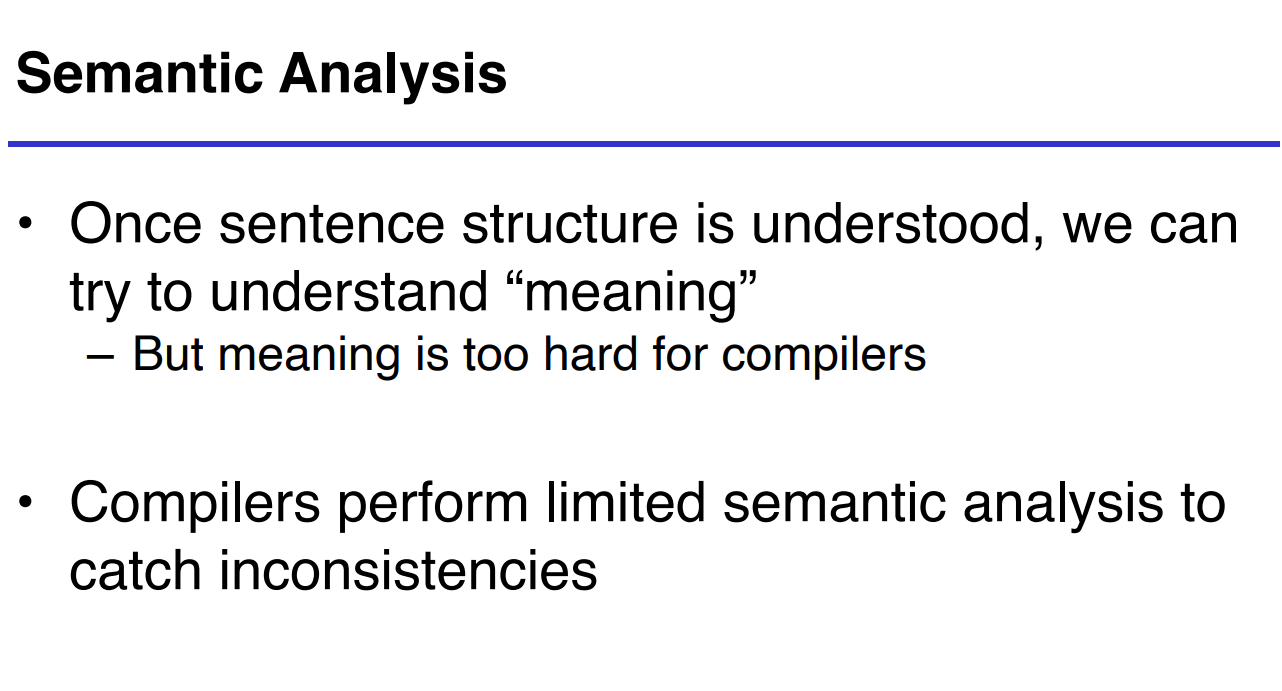 Semantic Analysis
• Once sentence structure is understood, we can
try to understand “meaning”
– But meaning is too hard for compilers
• Compilers perform limited semantic analysis to
catch inconsistencies